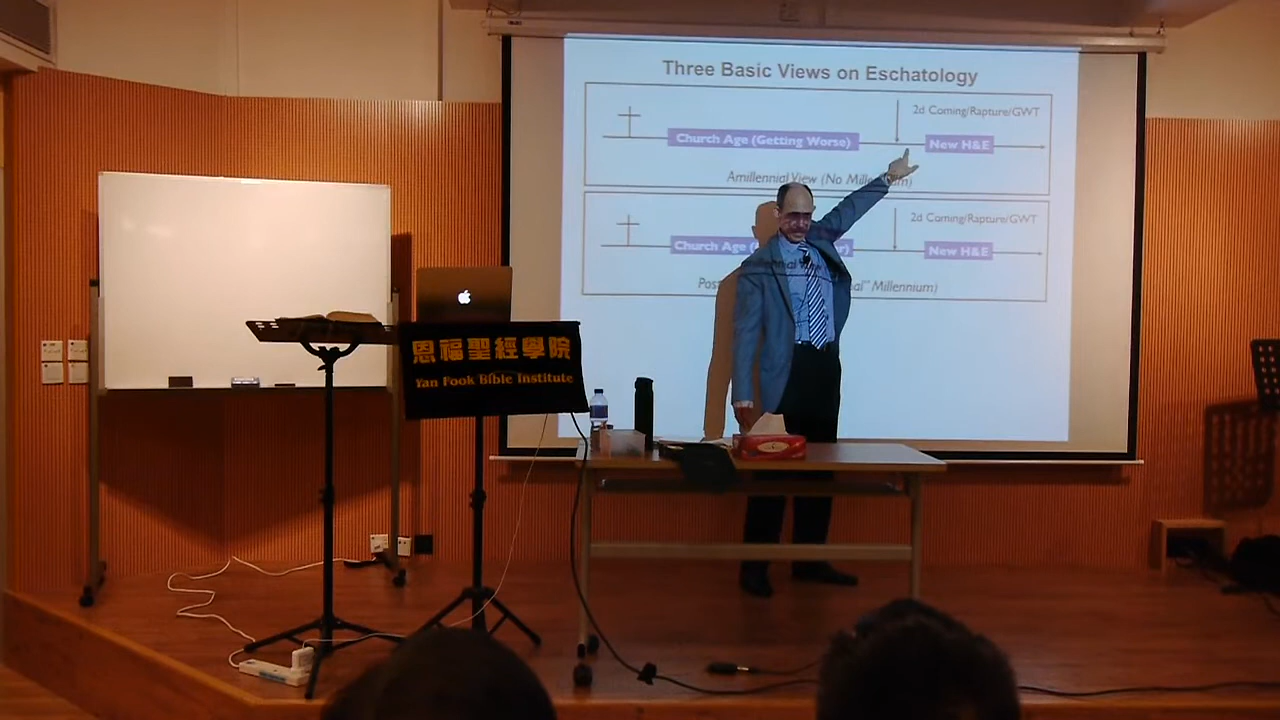 Three Basic Views on Eschatology
2d Coming/Rapture/GWT
Church Age (Getting Worse)
New H&E
Amillennial View (No Millennium)
2d Coming/Rapture/GWT
Church Age
New H&E
Millennium)
恩福聖經學院
Yan Fook Bible Institute